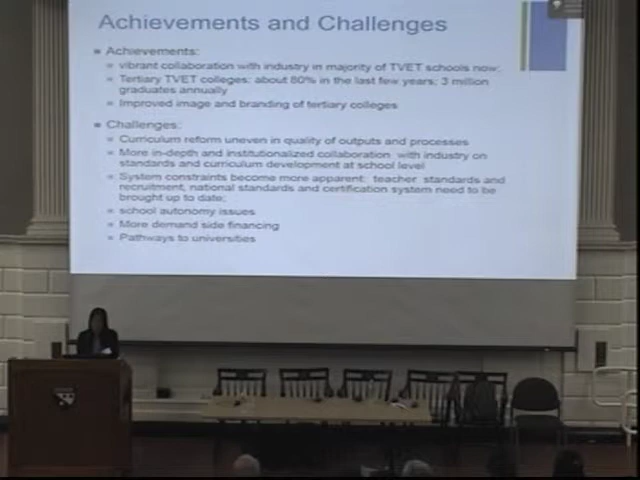 Achievements and Challenges
Achievements:
vibrant collaboration with industry in majority of TVET schools now;
Tertiary TVET colleges: about 80% in the last few years; 3 million
graduates annually
Improved image and branding of tertiary colleges
Challenges:
Curriculum reform uneven in quality of outputs and processes
More in-depth and institutionalized collaboration with industry on
standards and curriculum development at school level
System constraints become more apparent: teacher standards and
recruitment, national standards and certification system need to be
brought up to date;
school autonomy issues
More demand side financing
Pathways to universities